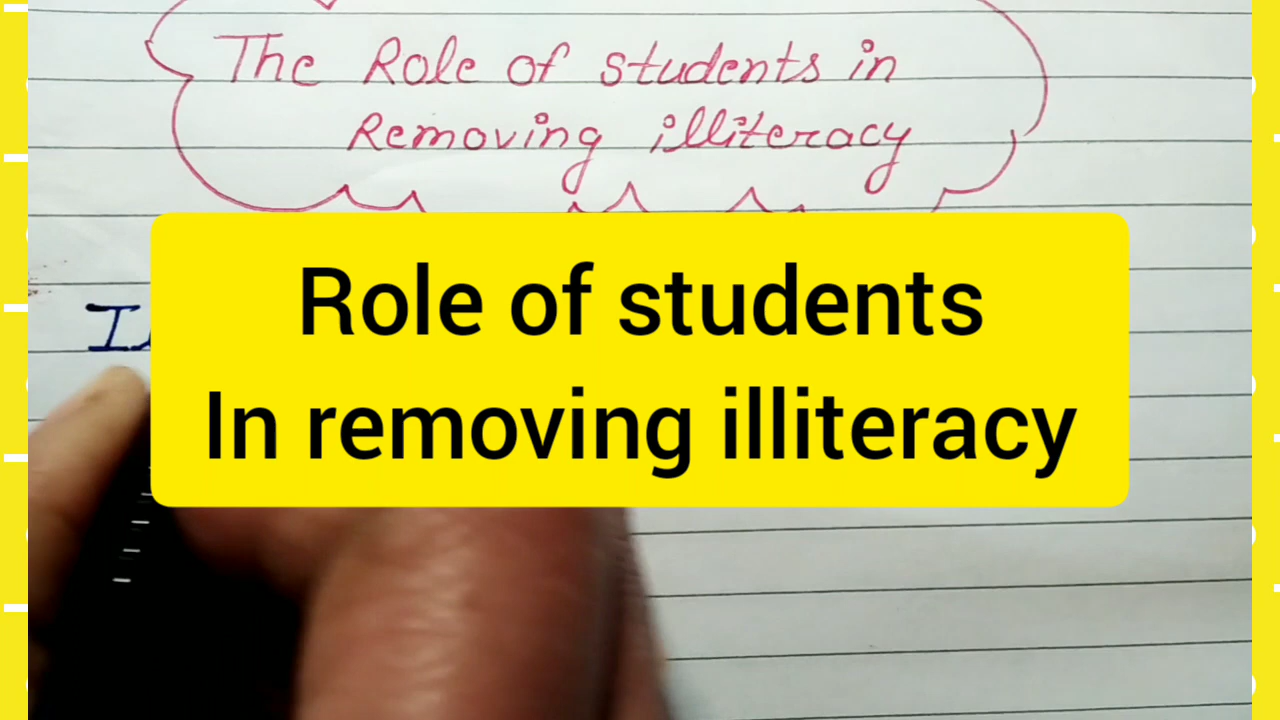 The Role of students in
Removing illiteracy
Role of students
In removing illiteracy